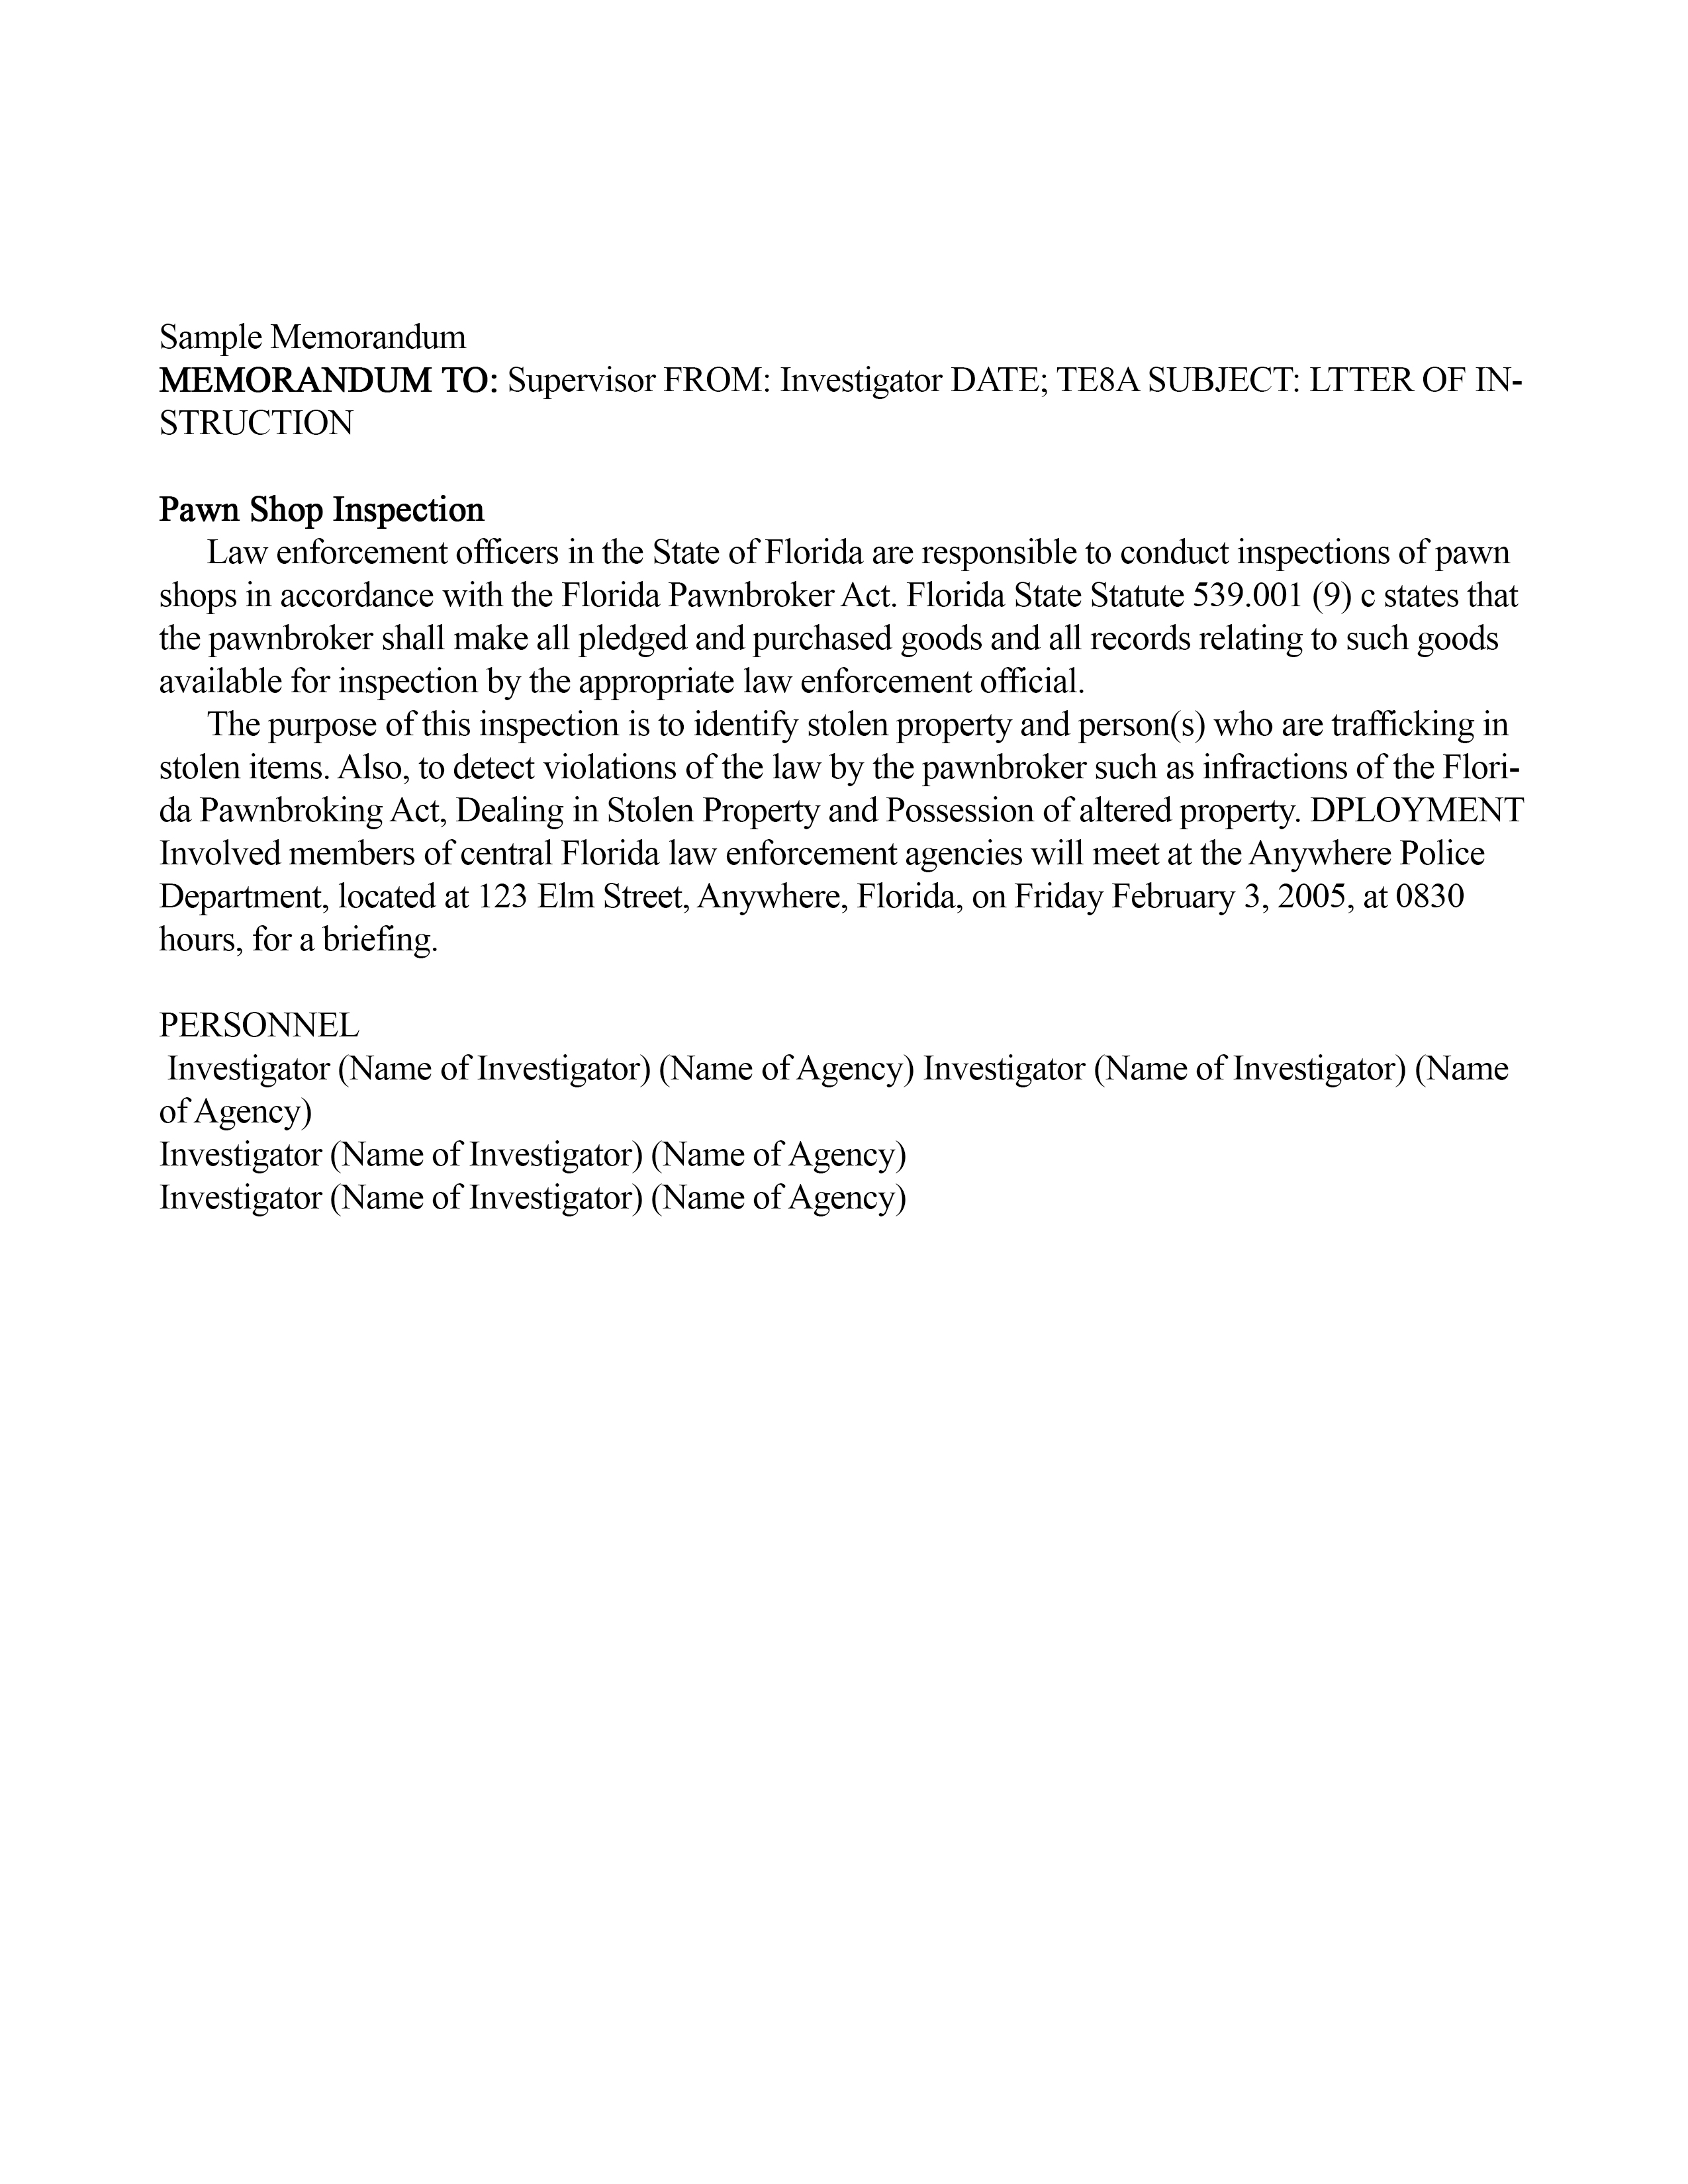 Sample Memorandum
MEMORANDUM TO: Supervisor FROM: Investigator DATE; TE8A SUBJECT: LTTER OF IN-
STRUCTION
Pawn Shop Inspection
Law enforcement officers in the State of Florida are responsible to conduct inspections of pawn
shops in accordance with the Florida Pawnbroker Act. Florida State Statute 539.001 (9) c states that
the pawnbroker shall make all pledged and purchased goods and all records relating to such goods
available for inspection by the appropriate law enforcement official.
The purpose of this inspection is to identify stolen property and person(s) who are trafficking in
stolen items. Also, to detect violations of the law by the pawnbroker such as infractions of the Flori-
da Pawnbroking Act, Dealing in Stolen Property and Possession of altered property. DPLOYMENT
Involved members of central Florida law enforcement agencies will meet at the Anywhere Police
Department, located at 123 Elm Street, Anywhere, Florida, on Friday February 3, 2005, at 0830
hours, for a briefing.
PERSONNEL
Investigator (Name of Investigator) (Name of Agency) Investigator (Name of Investigator) (Name
of Agency)
Investigator (Name of Investigator) (Name of Agency)
Investigator (Name of Investigator) (Name of Agency)